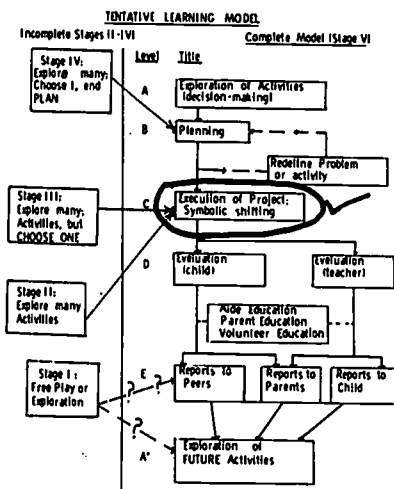 TENTATIVE LEARNING MODEL
Incomplete Stages II-IV)
Complete Model (Stage V)
Level Title
Stage IV:
Explore many;
Choose I, end
PLAN
A
Exploration of Activities
(decision-making)
B
Planning
Redefine Problem
or activity
Stage III:
Explore many;
Activities, but
CHOOSE ONE
C
Execution of Project;
Symbolic shifting
D
Evaluation
(child)
Evaluation
(teacher)
Stage II:
Explore many
Activities
Aide Education
Parent Education
Volunteer Education
Stage I:
Free Play or
Exploration
?
?
E
Reports to
Peers
Reports to
Parents
Reports to
Child
?
A'
Exploration of
FUTURE Activities